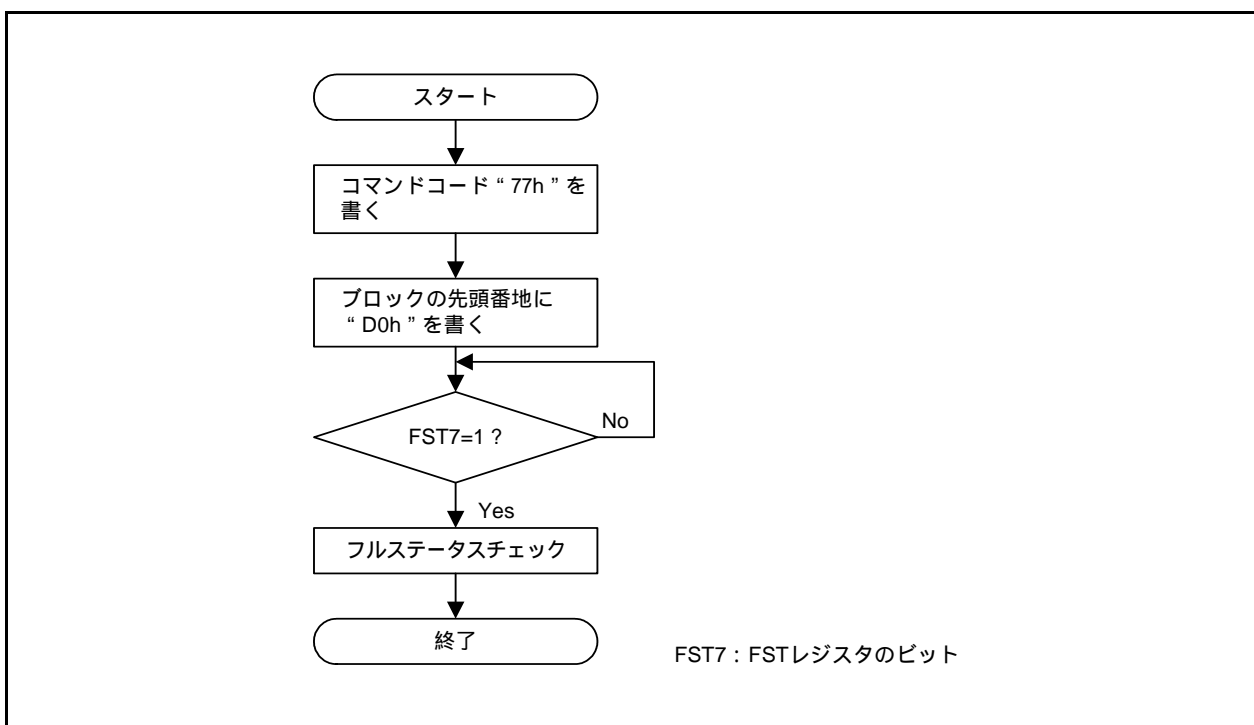 スタート
コマンドコード“ 77h ”を
書く
ブロックの先頭番地に
“ D0h ”を書く
FST7=1 ?
No
Yes
フルステータスチェック
終了
FST7 : FSTレジスタのビット